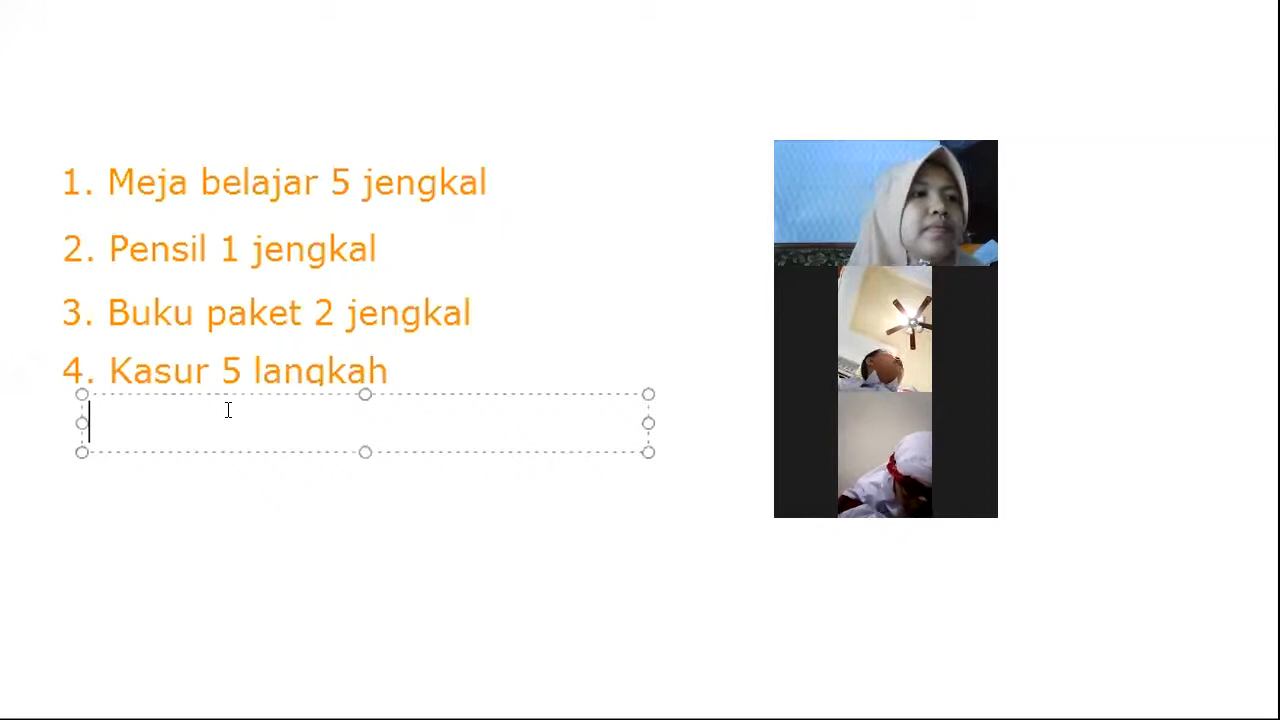 1. Meja belajar 5 jengkal
2. Pensil 1 jengkal
3. Buku paket 2 jengkal
4. Kasur 5 langkah